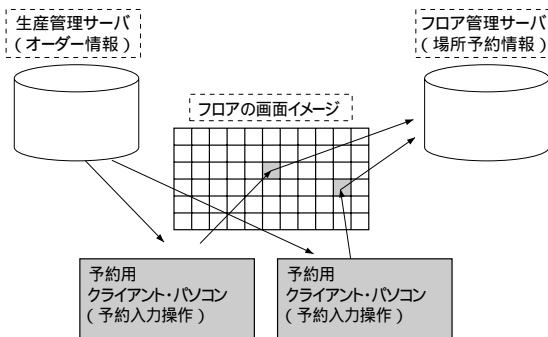 生産管理サーバ
(オーダー情報)
フロア管理サーバ
(場所予約情報)
フロアの画面イメージ
予約用
クライアント・パソコン
(予約入力操作)
予約用
クライアント・パソコン
(予約入力操作)